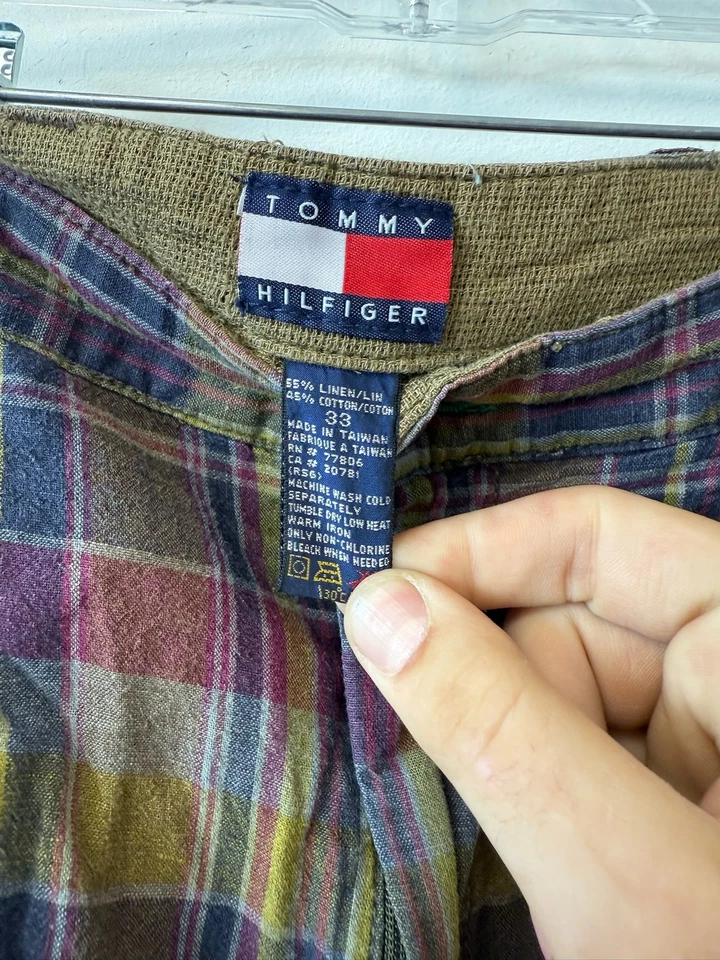 TOMMY
HILFIGER
55% LINEN/LIN
45% COTTON/COTON
33
MADE IN TAIWAN
FABRIQUE A TAIWAN
RN # 77806
CA # 20781
(RS6)
MACHINE WASH COLD
SEPARATELY
TUMBLE DRY LOW HEAT
WARM IRON
ONLY NON-CHLORINE
BLEACH WHEN NEEDED
130°C